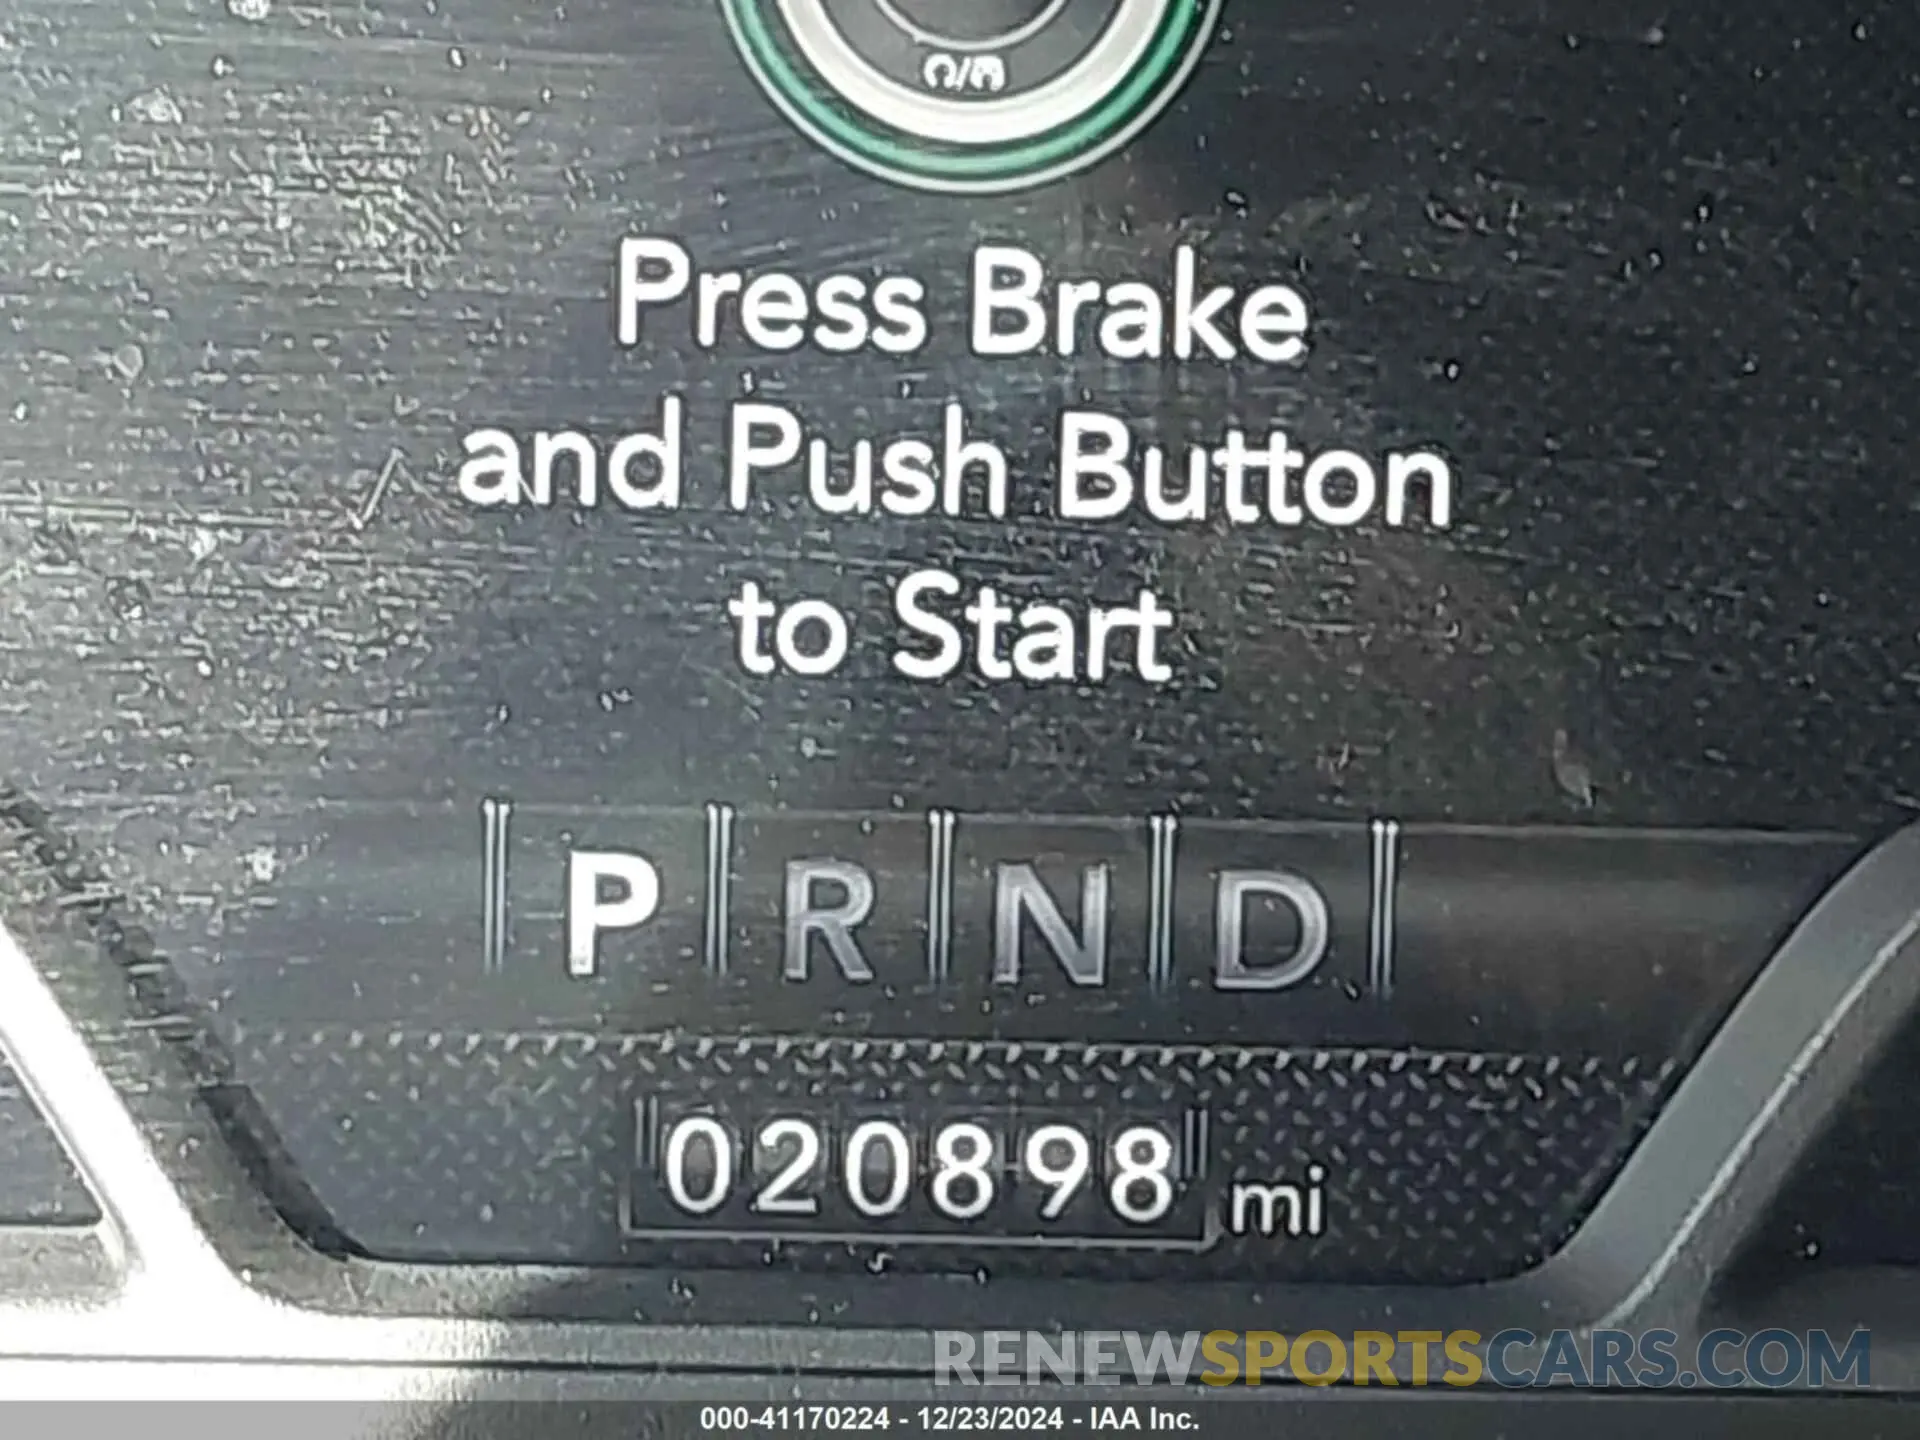 Press Brake
and Push Button
to Start
P R N D
020898 mi
RENEWSPORTSCARS.COM
000-41170224 - 12/23/2024 - IAA Inc.